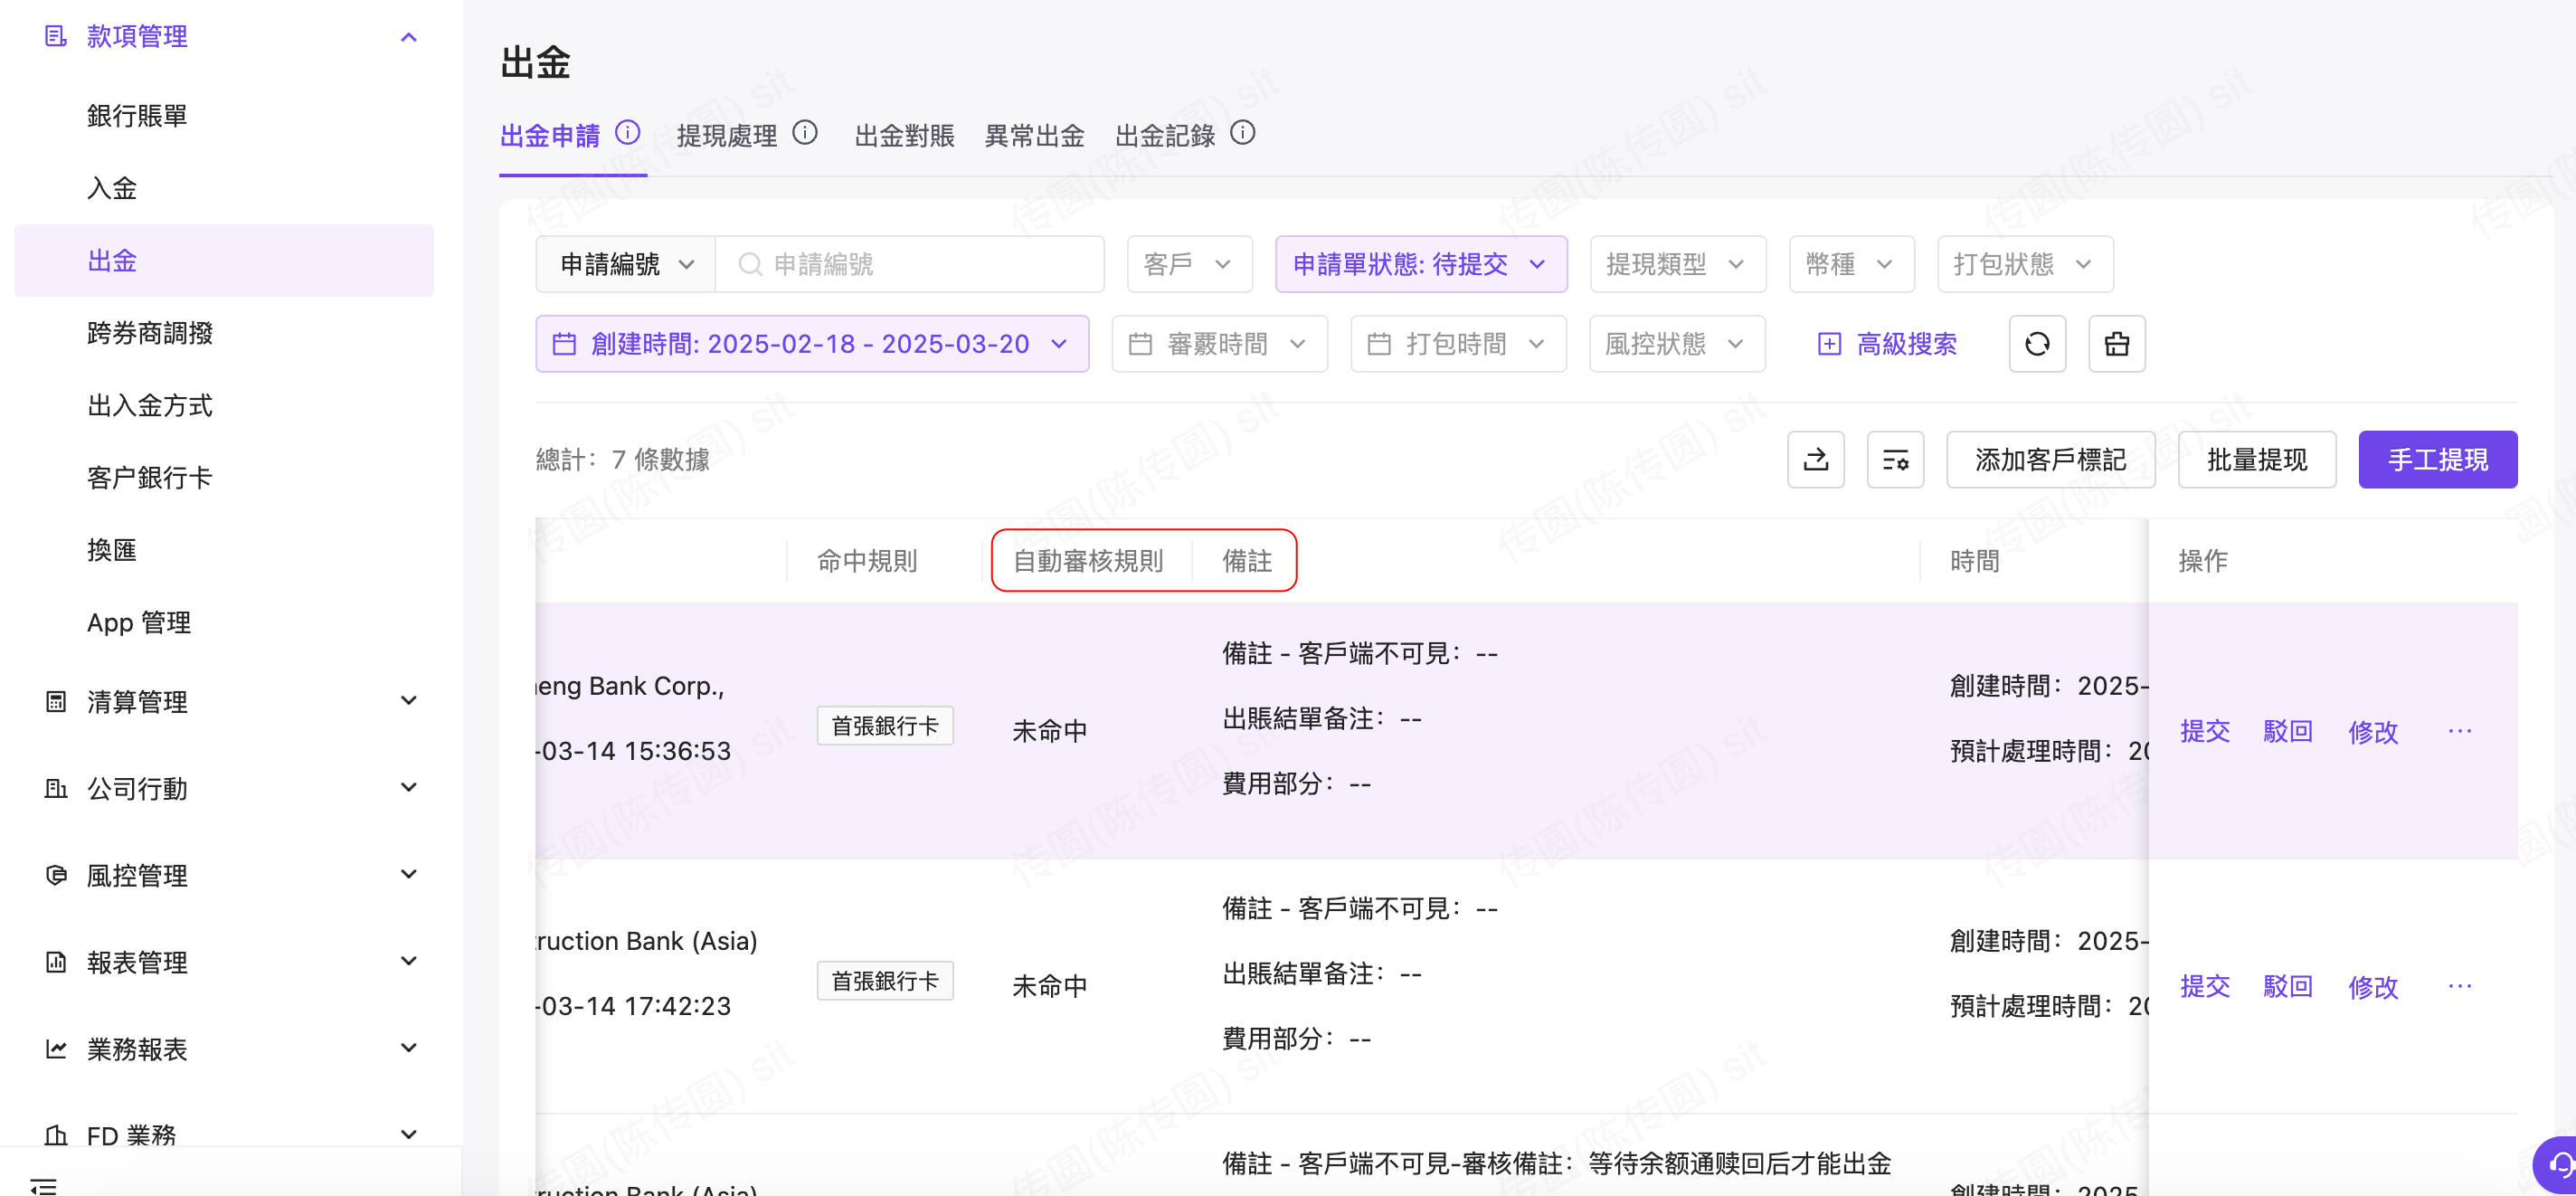 款項管理
銀行賬單
入金
出金
跨券商調撥
出入金方式
客户銀行卡
換匯
App 管理
清算管理
公司行動
風控管理
報表管理
業務報表
FD 業務
出金
出金申請 提現處理 出金對賬 異常出金 出金記錄
申請編號 申請編號 客戶 申請單狀態: 待提交 提現類型 幣種 打包狀態
創建時間: 2025-02-18 - 2025-03-20 審覈時間 打包時間 風控狀態 高級搜索
總計：7 條數據 添加客戶標記 批量提现 手工提現
命中規則 自動審核規則 備註 時間 操作
備註 - 客戶端不可見：--
eng Bank Corp., 創建時間：2025-
出賬結單备注：--
首張銀行卡 未命中 提交 駁回 修改 ···
-03-14 15:36:53 預計處理時間：20
費用部分：--
備註 - 客戶端不可見：--
truction Bank (Asia) 創建時間：2025-
出賬結單备注：--
首張銀行卡 未命中 提交 駁回 修改 ···
-03-14 17:42:23 預計處理時間：20
費用部分：--
備註 - 客戶端不可見-審核備註：等待余额通赎回后才能出金
ruction Bank (Asia) 創建時間：2025-
传圆(陈传圆) sit